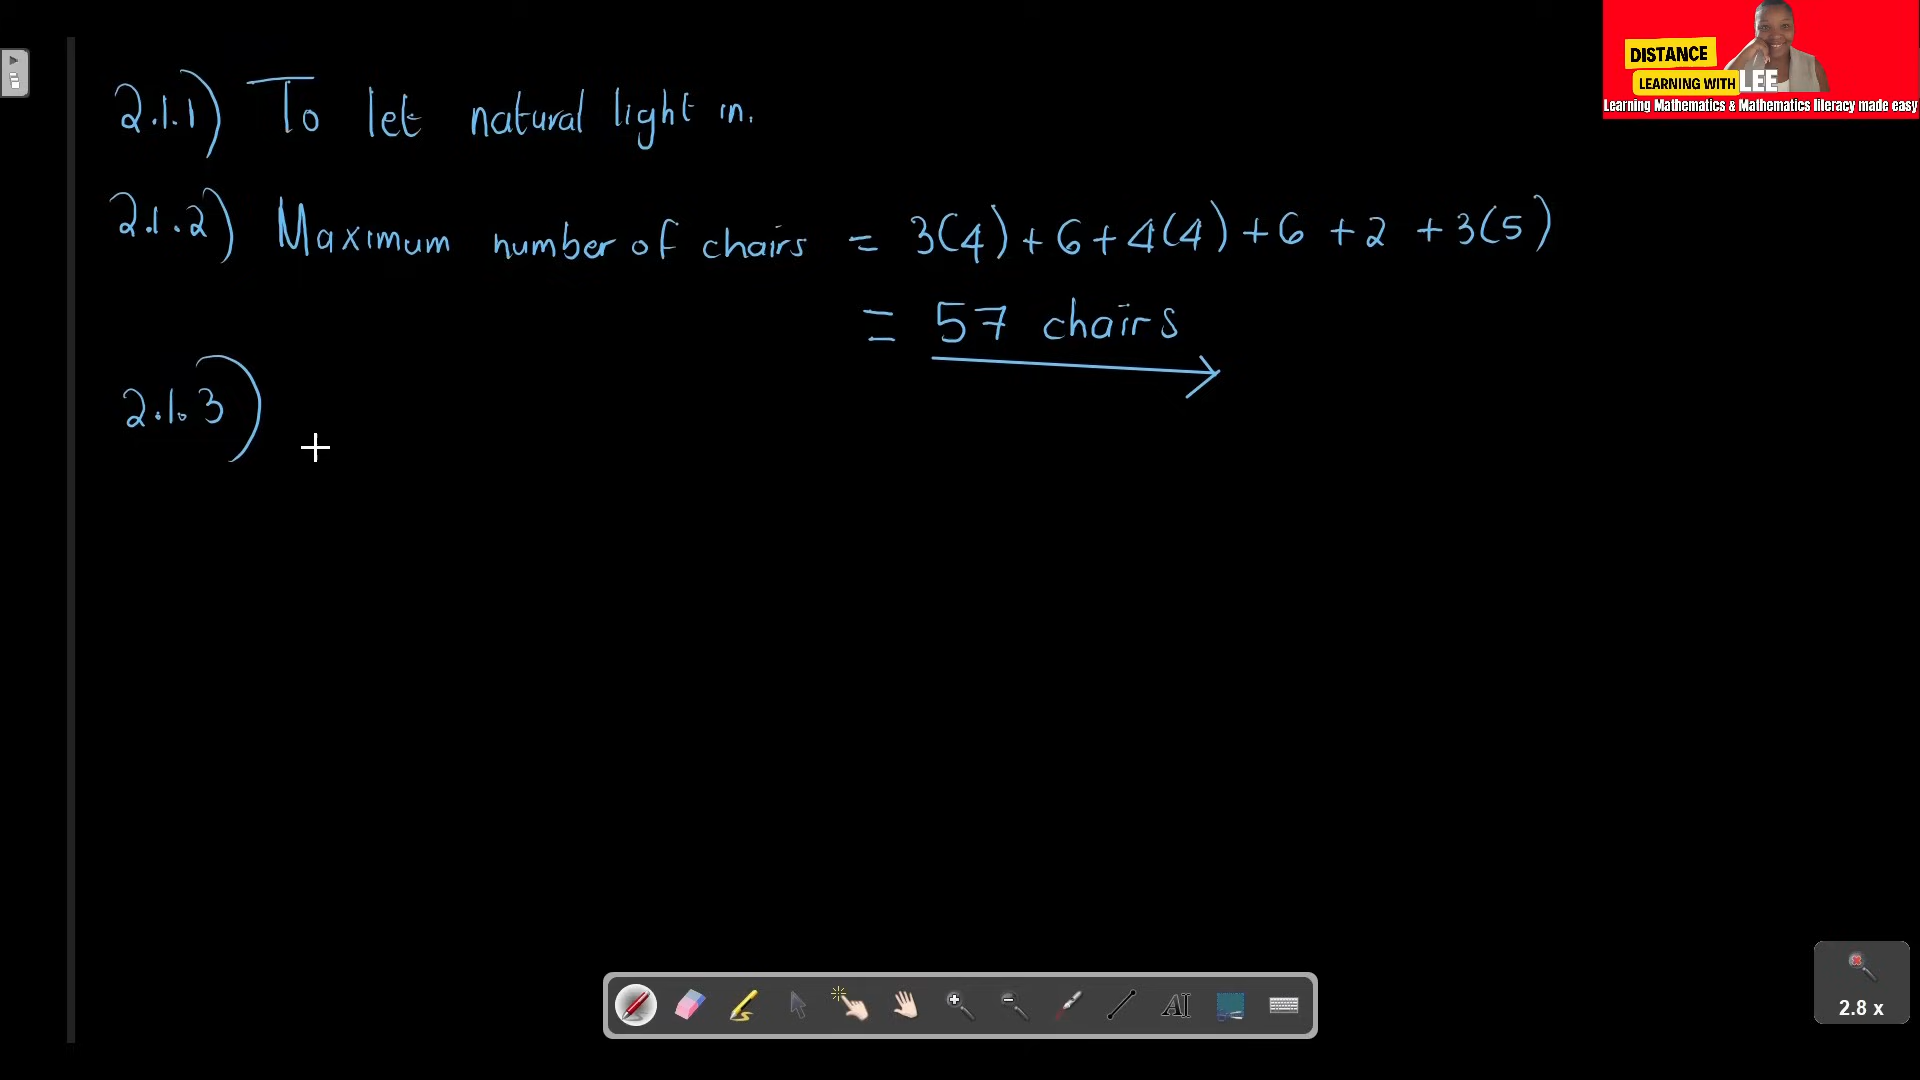 DISTANCE
LEARNING WITH LEE
Learning Mathematics & Mathematics literacy made easy
2.1.1) To let natural light in.
2.1.2) Maximum number of chairs = 3(4) + 6 + 4(4) + 6 + 2 + 3(5)
= 57 chairs
2.1.3)
AI
2.8 x